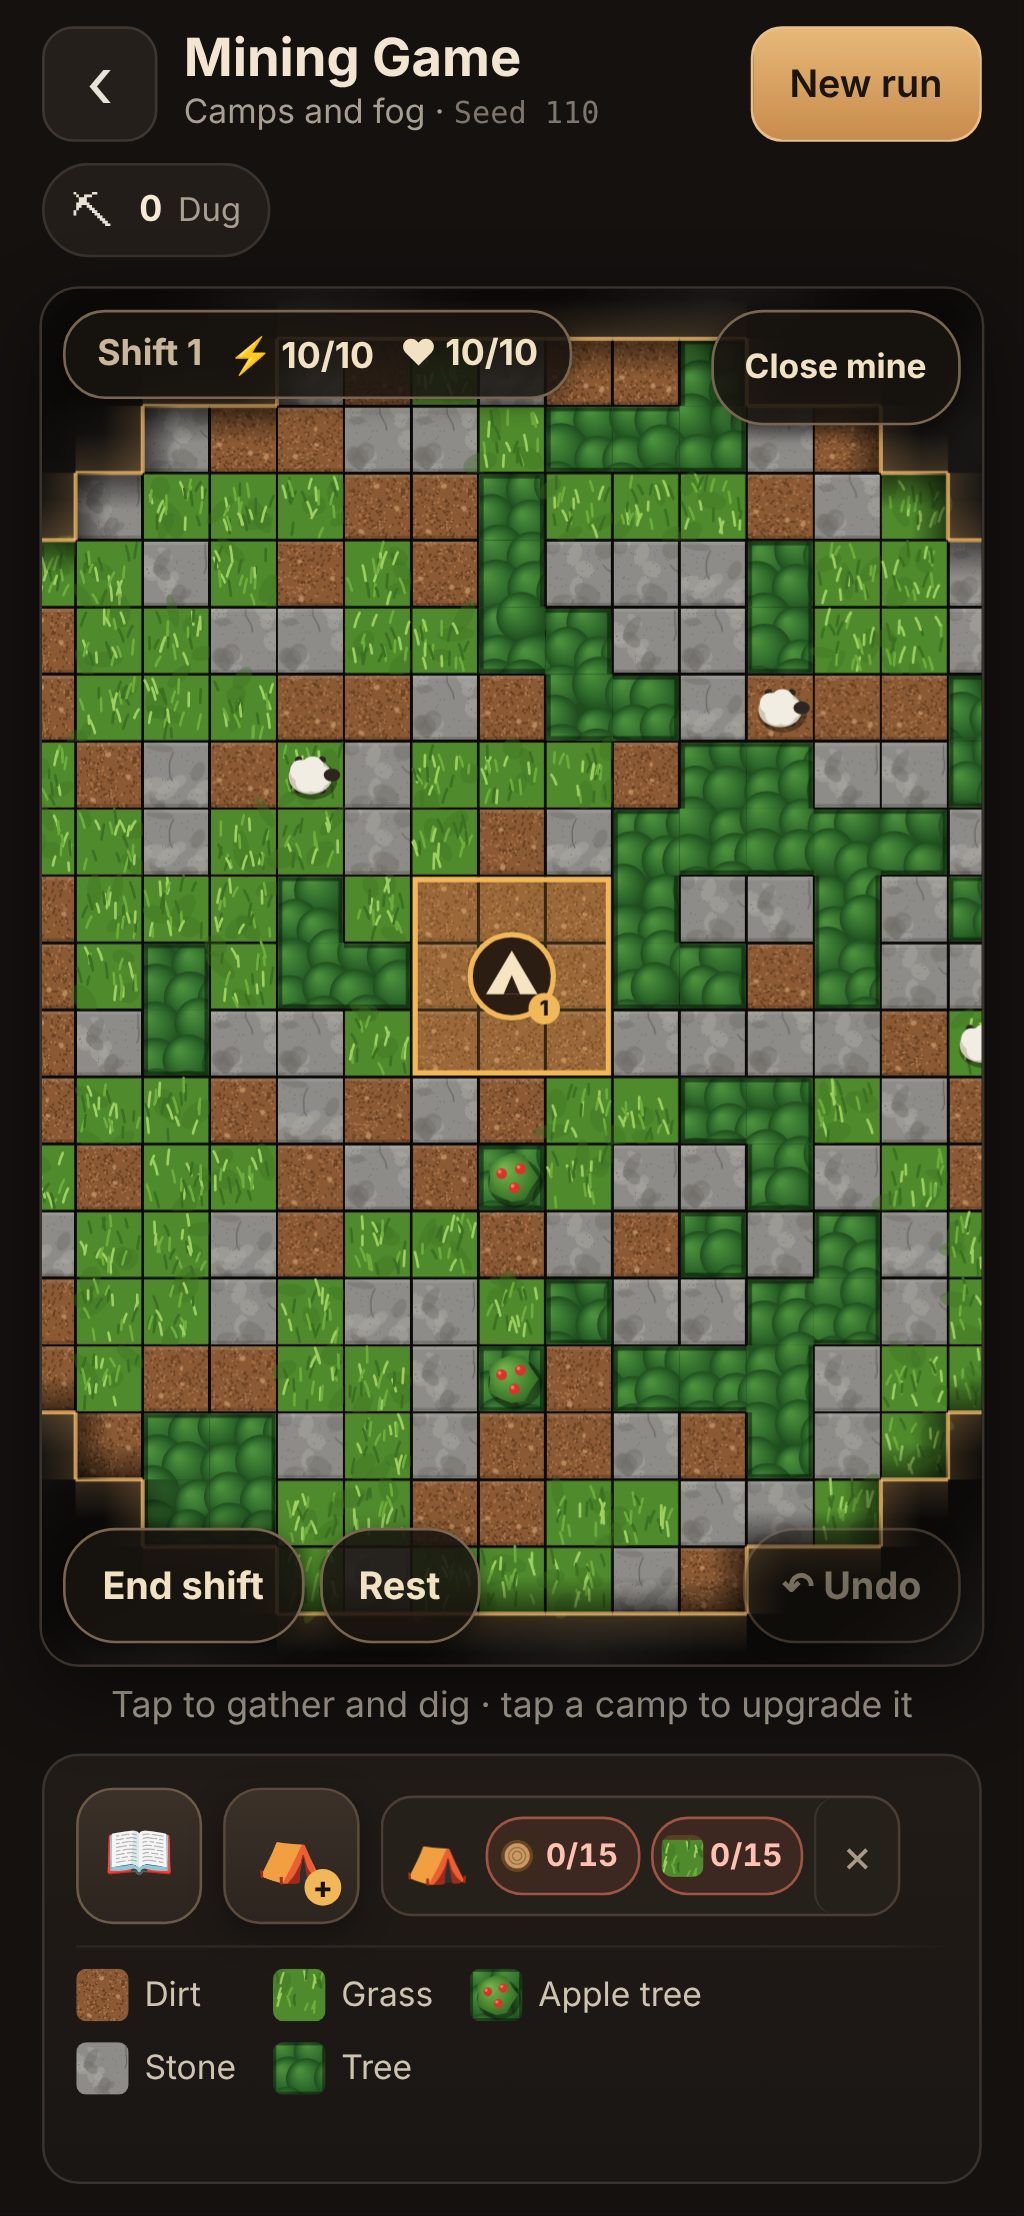 Mining Game
Camps and fog · Seed 110
New run
0 Dug
Shift 1 10/10 10/10
Close mine
1
End shift
Rest
Undo
Tap to gather and dig · tap a camp to upgrade it
0/15 0/15
Dirt Grass Apple tree
Stone Tree